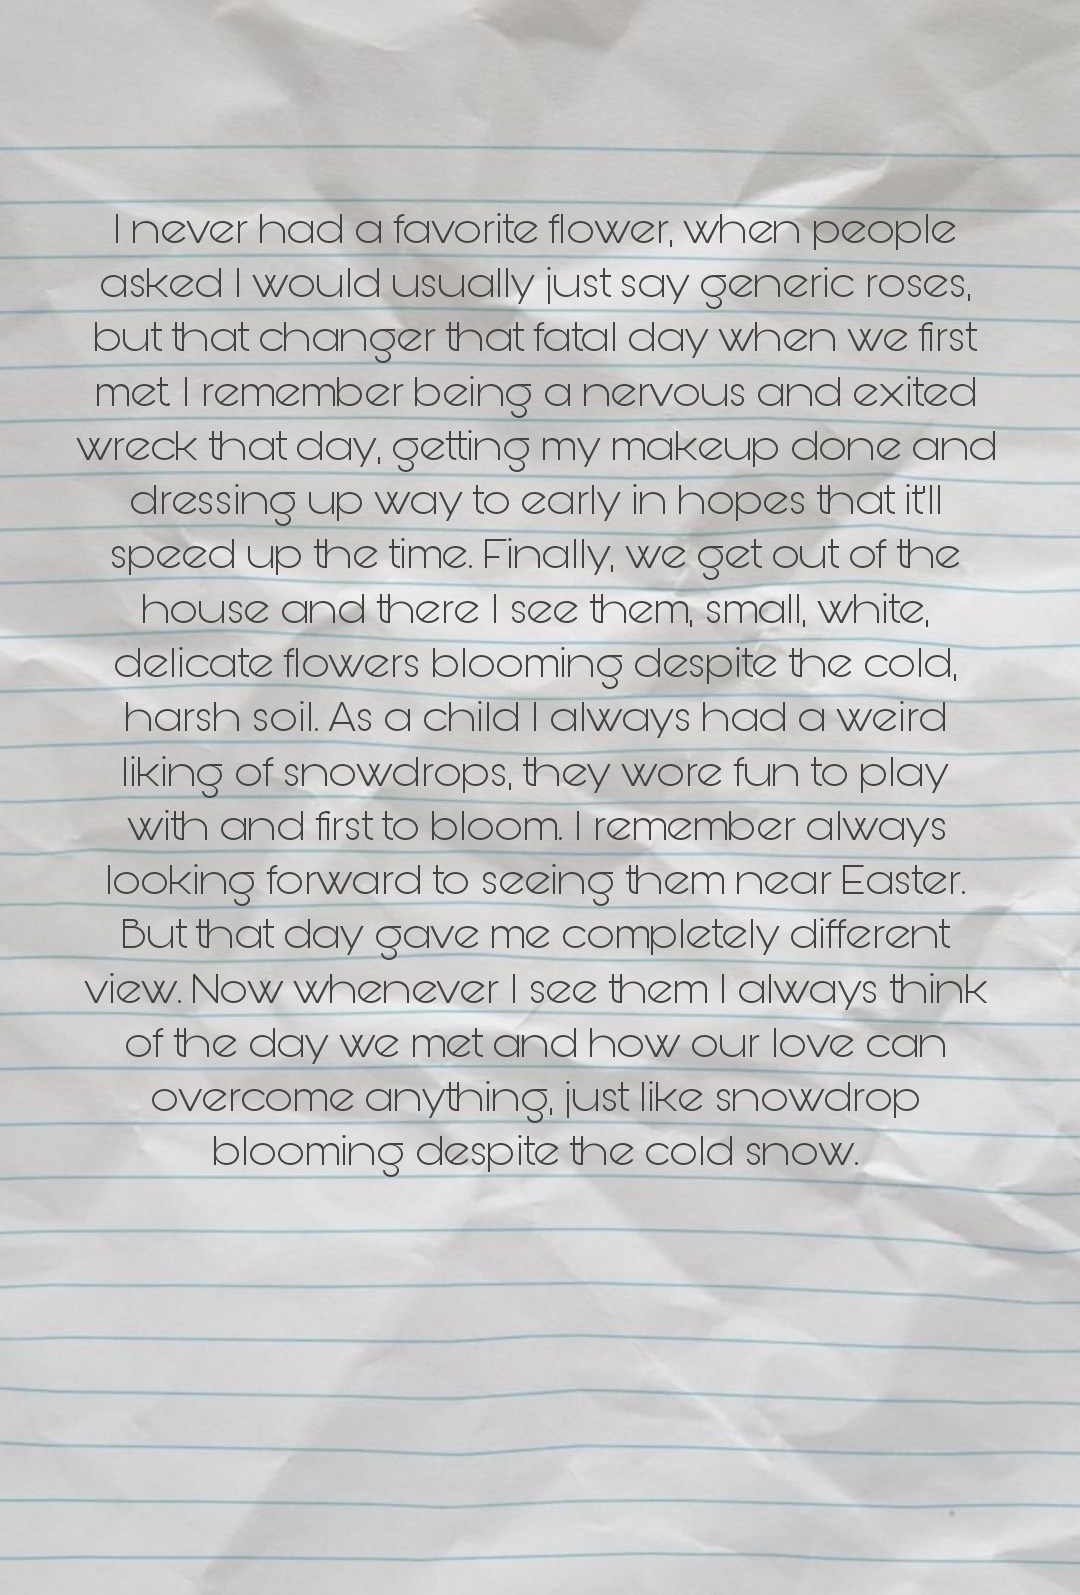 I never had a favorite flower, when people
asked I would usually just say generic roses,
but that changer that fatal day when we first
met. I remember being a nervous and exited
wreck that day, getting my makeup done and
dressing up way to early in hopes that it'll
speed up the time. Finally, we get out of the
house and there I see them, small, white,
delicate flowers blooming despite the cold,
harsh soil. As a child I always had a weird
liking of snowdrops, they wore fun to play
with and first to bloom. I remember always
looking forward to seeing them near Easter.
But that day gave me completely different
view. Now whenever I see them I always think
of the day we met and how our love can
overcome anything, just like snowdrop
blooming despite the cold snow.